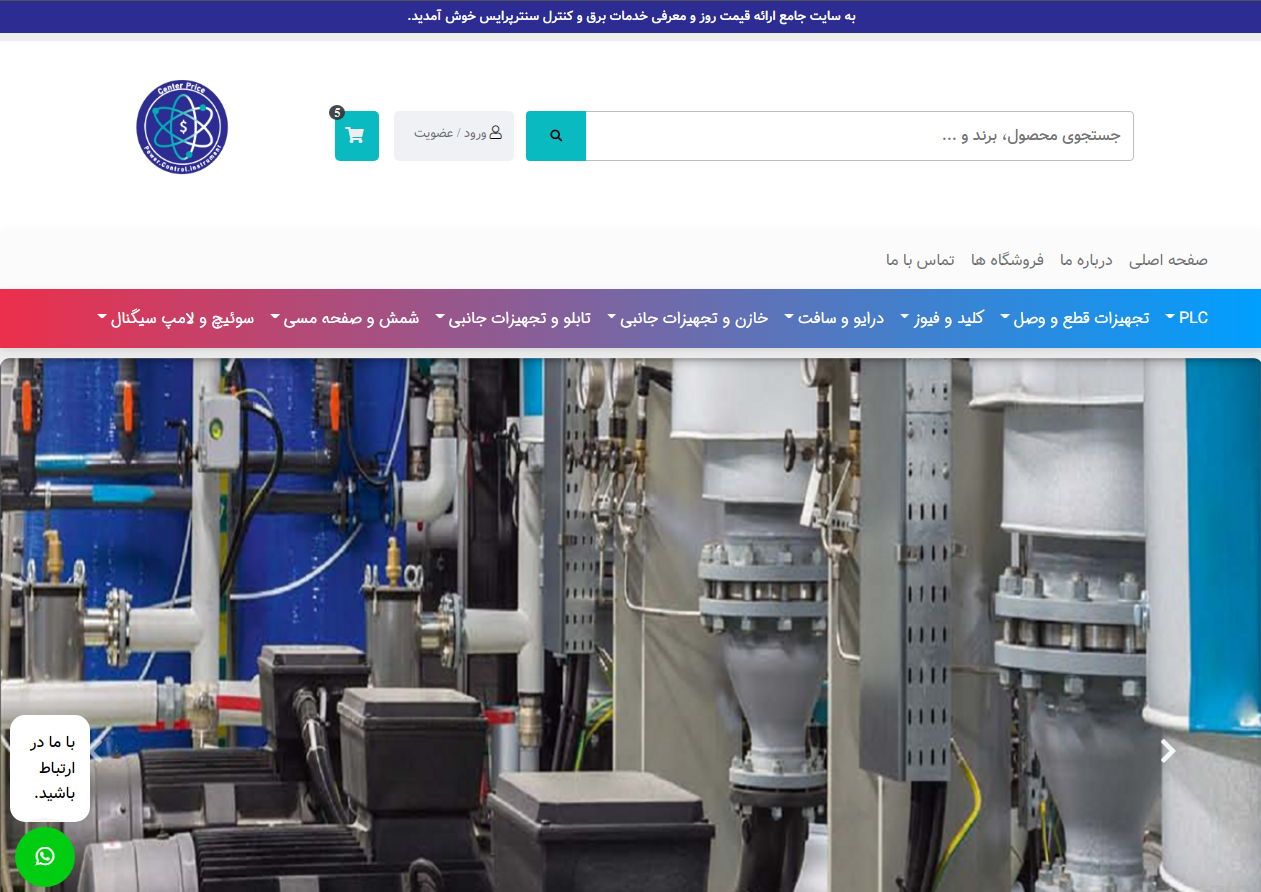 به سایت جامع ارائه قیمت روز و معرفی خدمات برق و کنترل سنترپرایس خوش آمدید.
جستجوی محصول، برند و ...
ورود / عضویت
5
Center Price
$
Power.Control.instrument
صفحه اصلی درباره ما فروشگاه ها تماس با ما
PLC تجهیزات قطع و وصل کلید و فیوز درایو و سافت خازن و تجهیزات جانبی تابلو و تجهیزات جانبی شمش و صفحه مسی سوئیچ و لامپ سیگنال
با ما در
ارتباط
باشید.